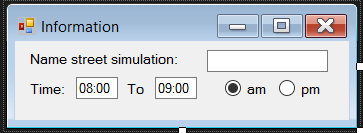 Information
Name street simulation:
Time: 08:00 To 09:00 am pm